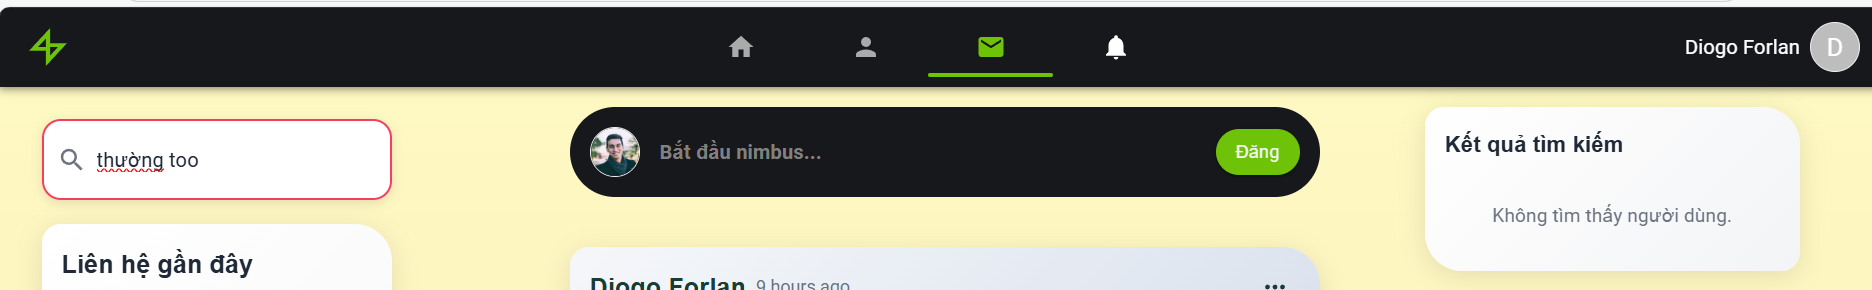 Diogo Forlan
D
thường too
Bắt đầu nimbus...
Đăng
Kết quả tìm kiếm
Không tìm thấy người dùng.
Liên hệ gần đây
Diogo Forlan 9 hours ago